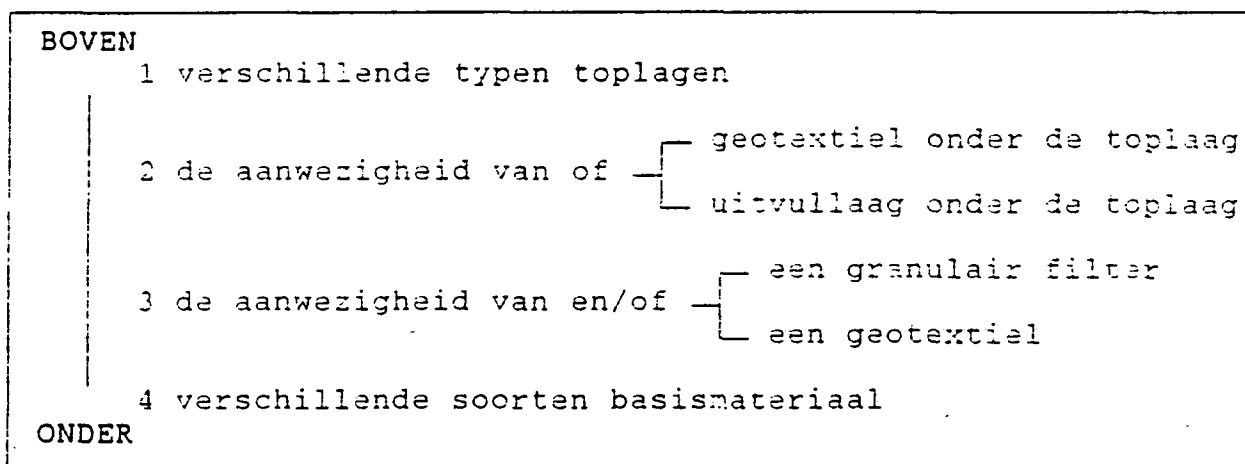 BOVEN
1 verschillende typen toplagen
geotextiel onder de toplaag
2 de aanwezigheid van of
uitvullaag onder de toplaag
een granulair filter
3 de aanwezigheid van en/of
een geotextiel
4 verschillende soorten basismateriaal
ONDER